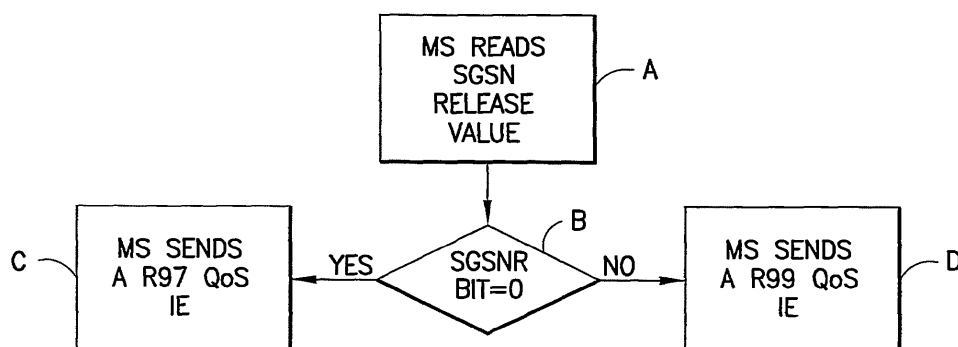 MS READS
SGSN
RELEASE
VALUE
A
B
C
MS SENDS
A R97 QoS
IE
YES
SGSNR
BIT=0
NO
MS SENDS
A R99 QoS
IE
D